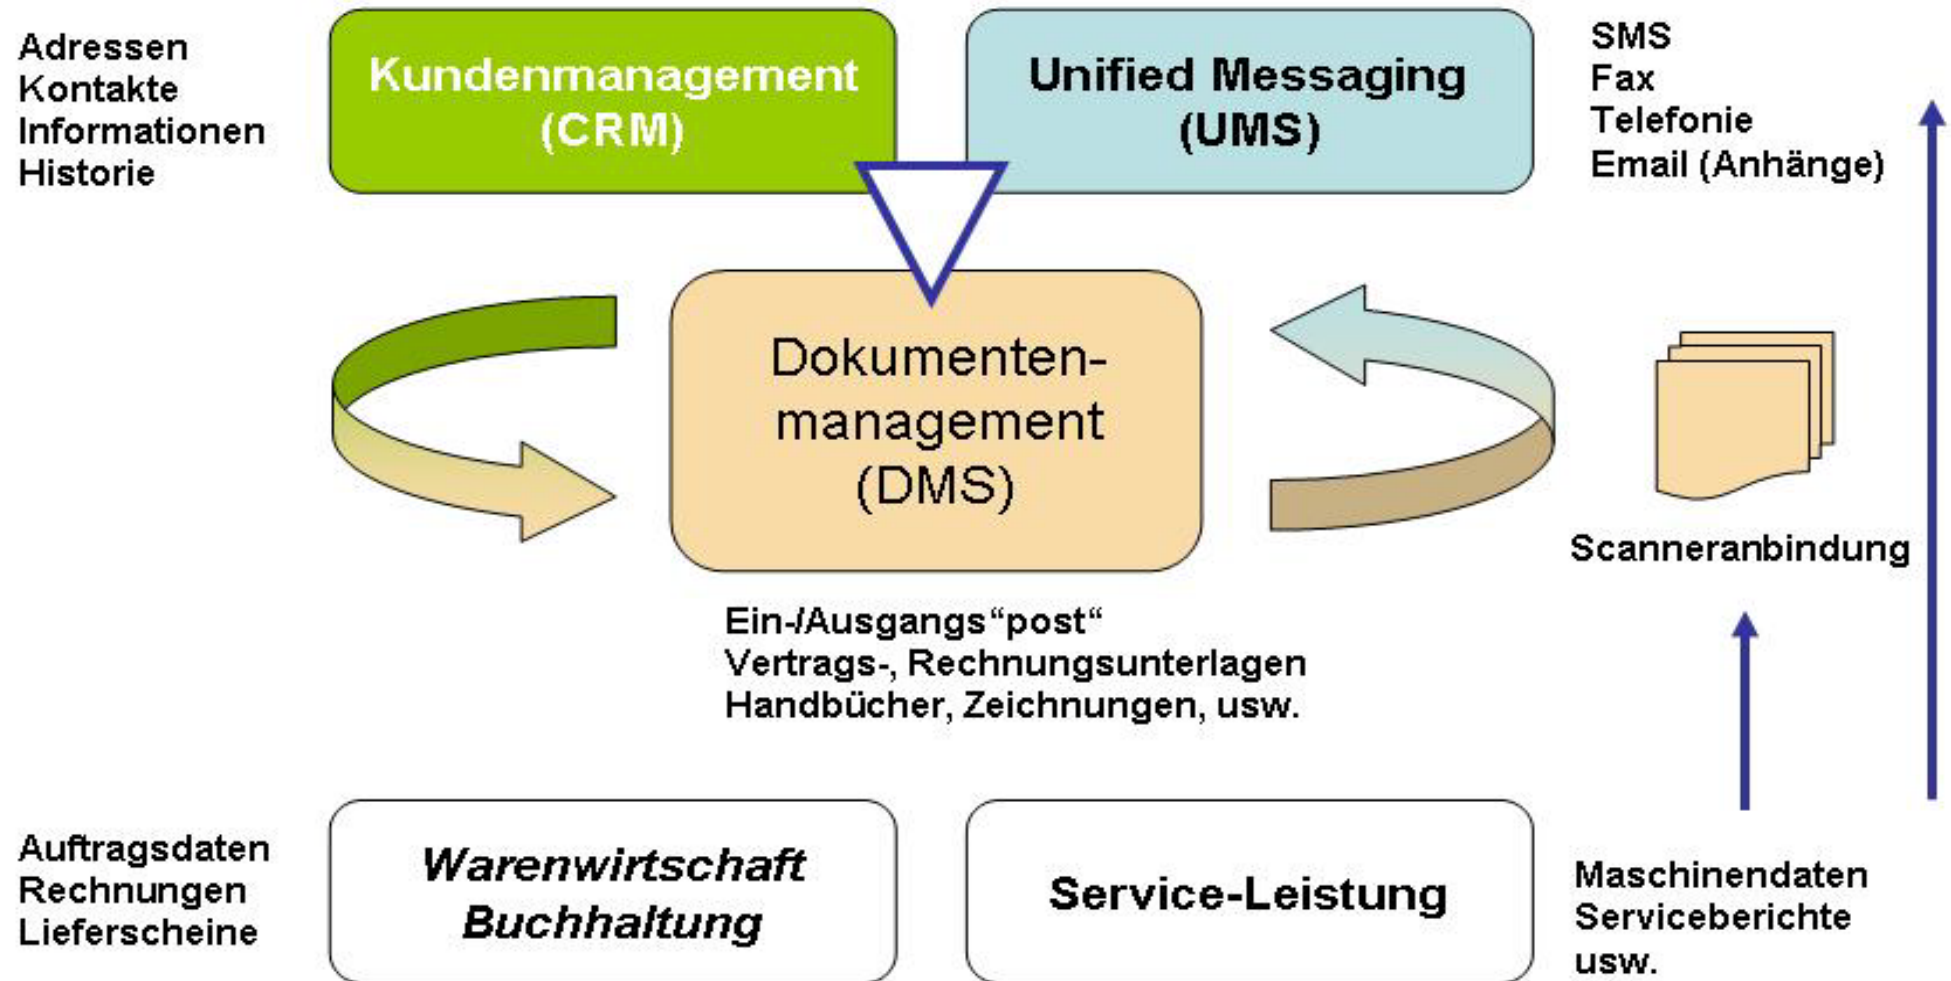 Adressen
Kontakte
Informationen
Historie
Kundenmanagement
(CRM)
Unified Messaging
(UMS)
SMS
Fax
Telefonie
Email (Anhänge)
Dokumenten-
management
(DMS)
Scanneranbindung
Ein-/Ausgangs“post“
Vertrags-, Rechnungsunterlagen
Handbücher, Zeichnungen, usw.
Auftragsdaten
Rechnungen
Lieferscheine
Warenwirtschaft
Buchhaltung
Service-Leistung
Maschinendaten
Serviceberichte
usw.